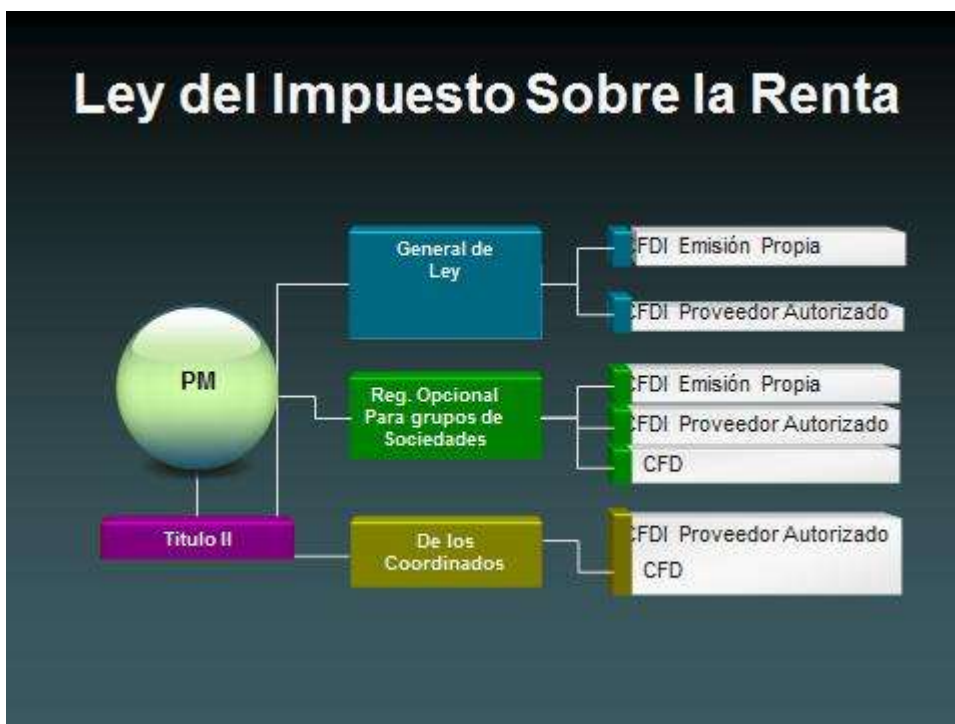 Ley del Impuesto Sobre la Renta
PM
Titulo II
General de
Ley
CFDI Emisión Propia
CFDI Proveedor Autorizado
Reg. Opcional
Para grupos de
Sociedades
CFDI Emisión Propia
CFDI Proveedor Autorizado
CFD
De los
Coordinados
CFDI Proveedor Autorizado
CFD